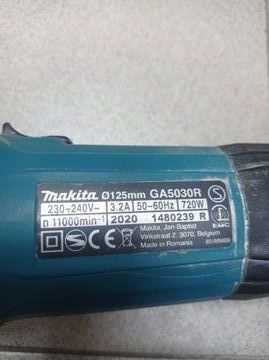 makita Ø125mm GA5030R
230-240V~ 3.2A 50-60Hz 720W
n 11000min⁻¹ 2020 1480239 R
Makita, Jan-Baptist
Vinkstraat 2, 3070, Belgium
Made in Romania
EMC